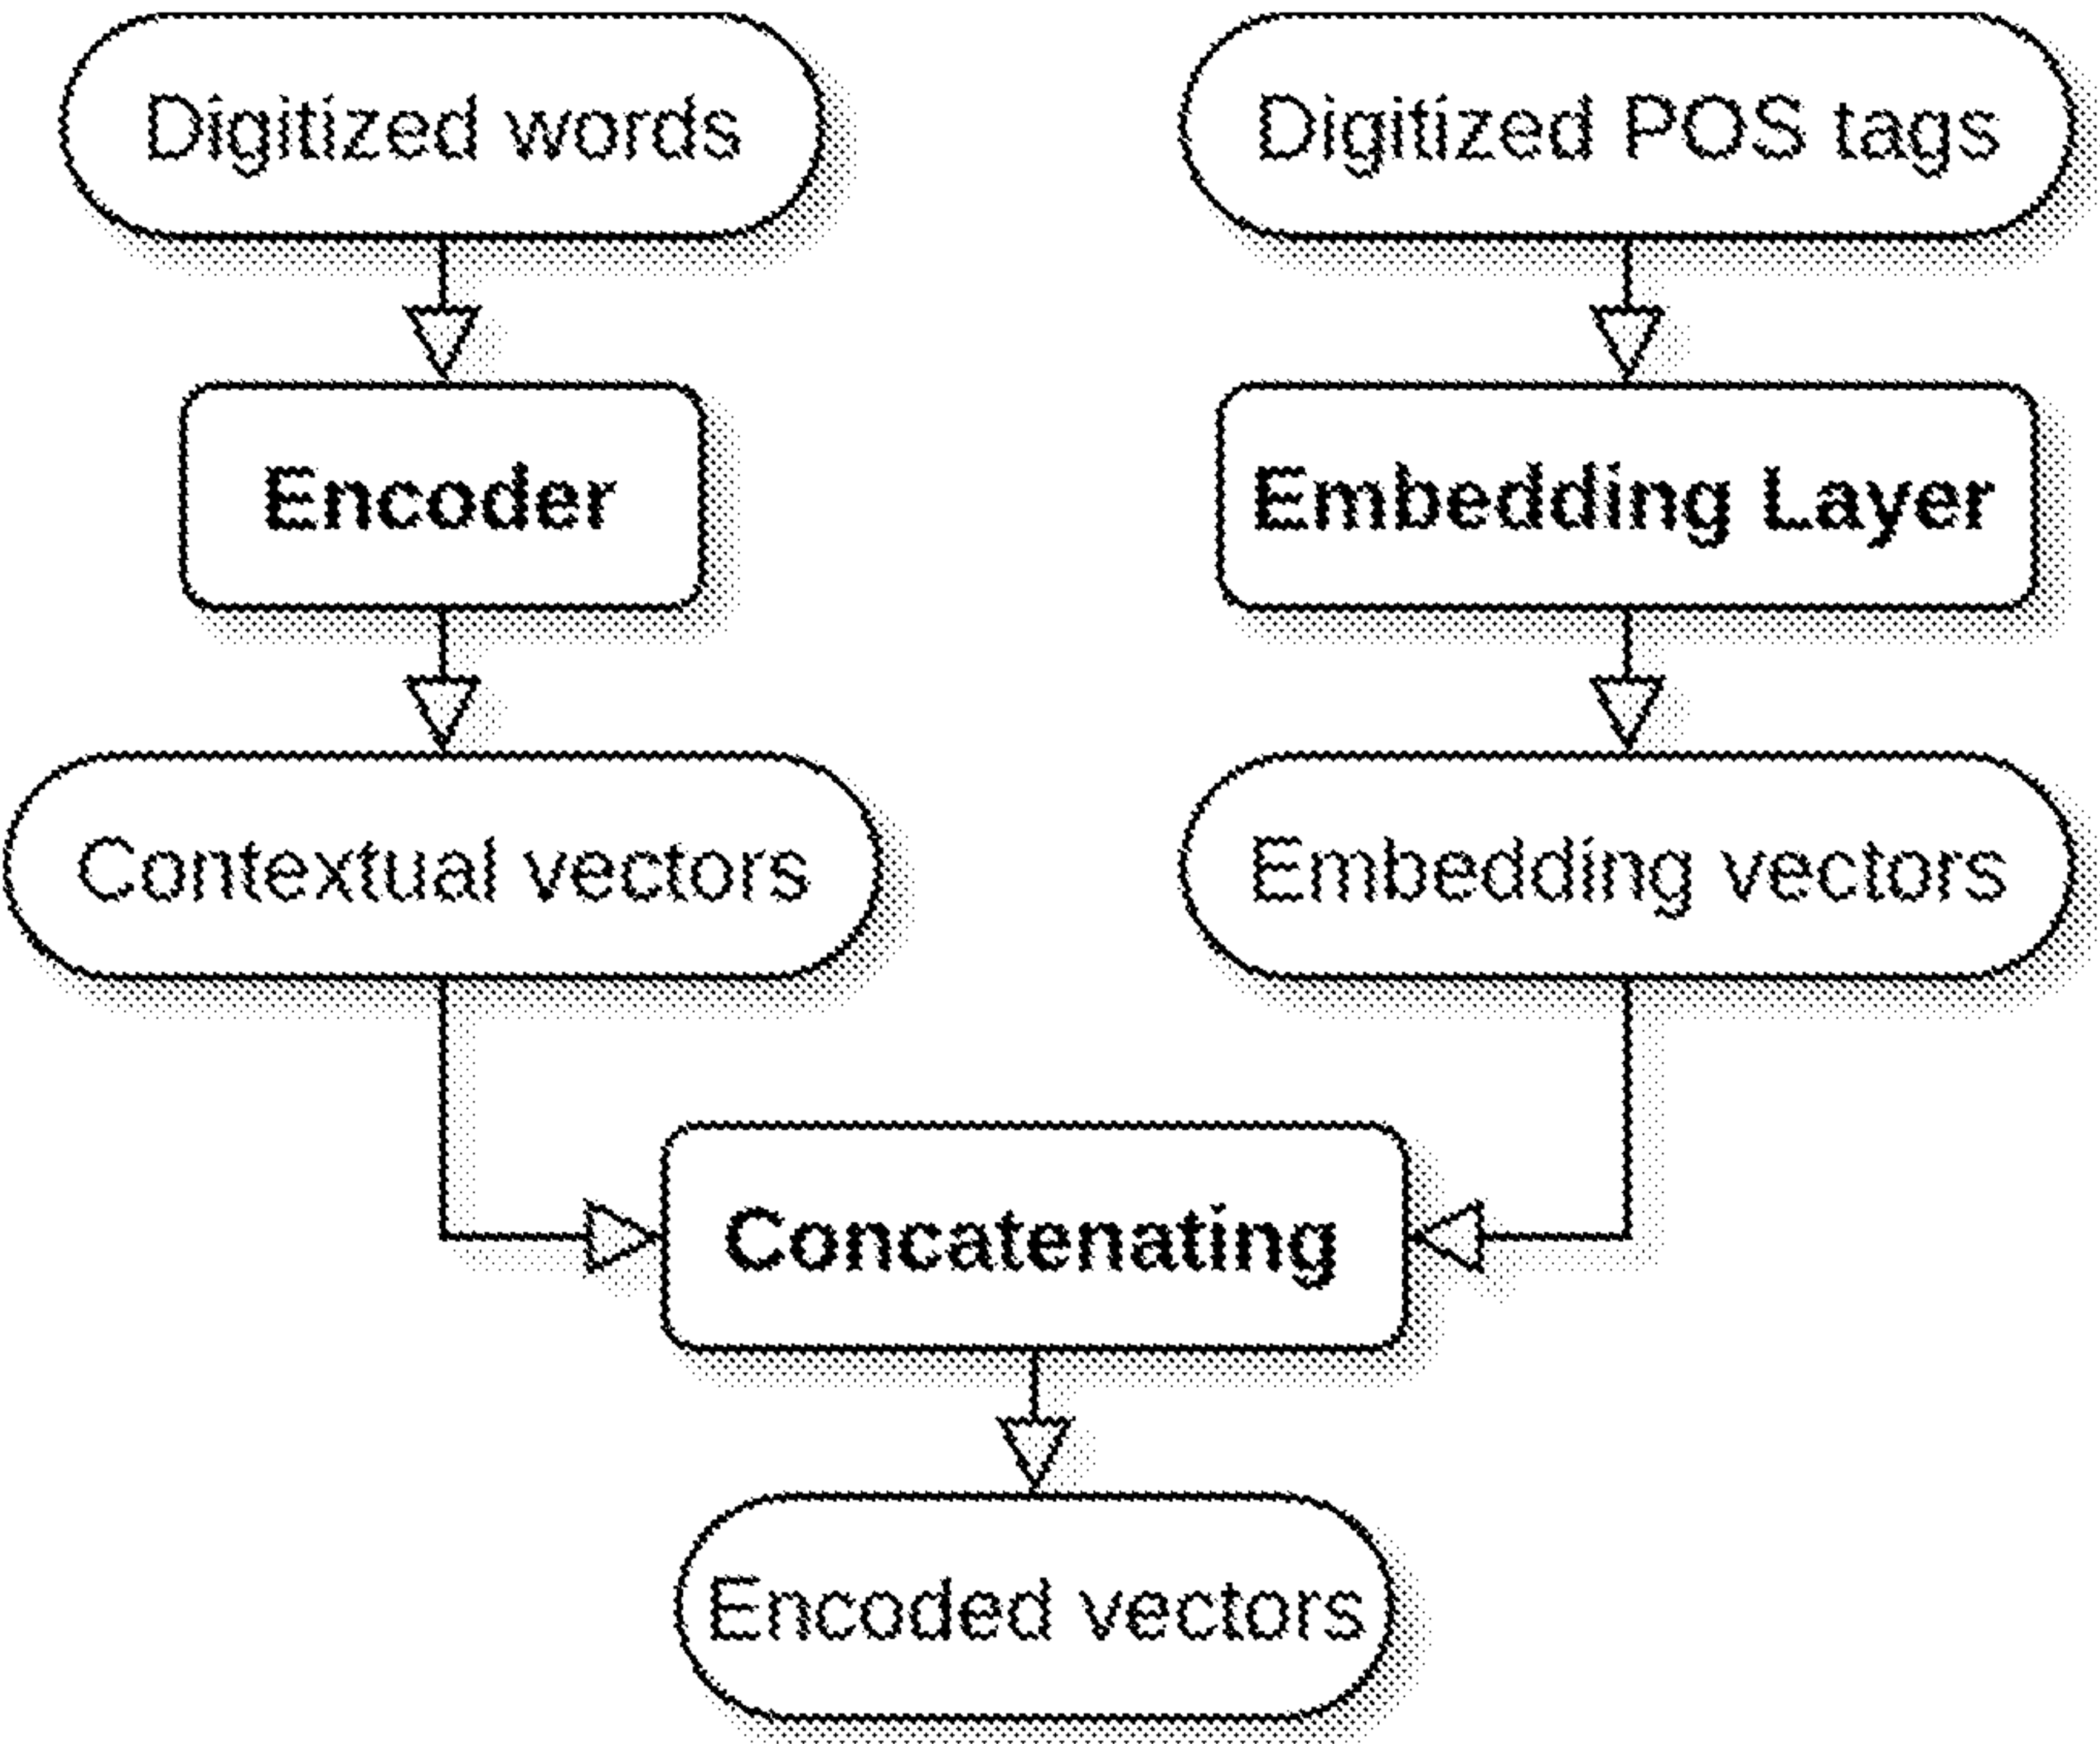 Digitized words
Digitized POS tags
Encoder
Embedding Layer
Contextual vectors
Embedding vectors
Concatenating
Encoded vectors